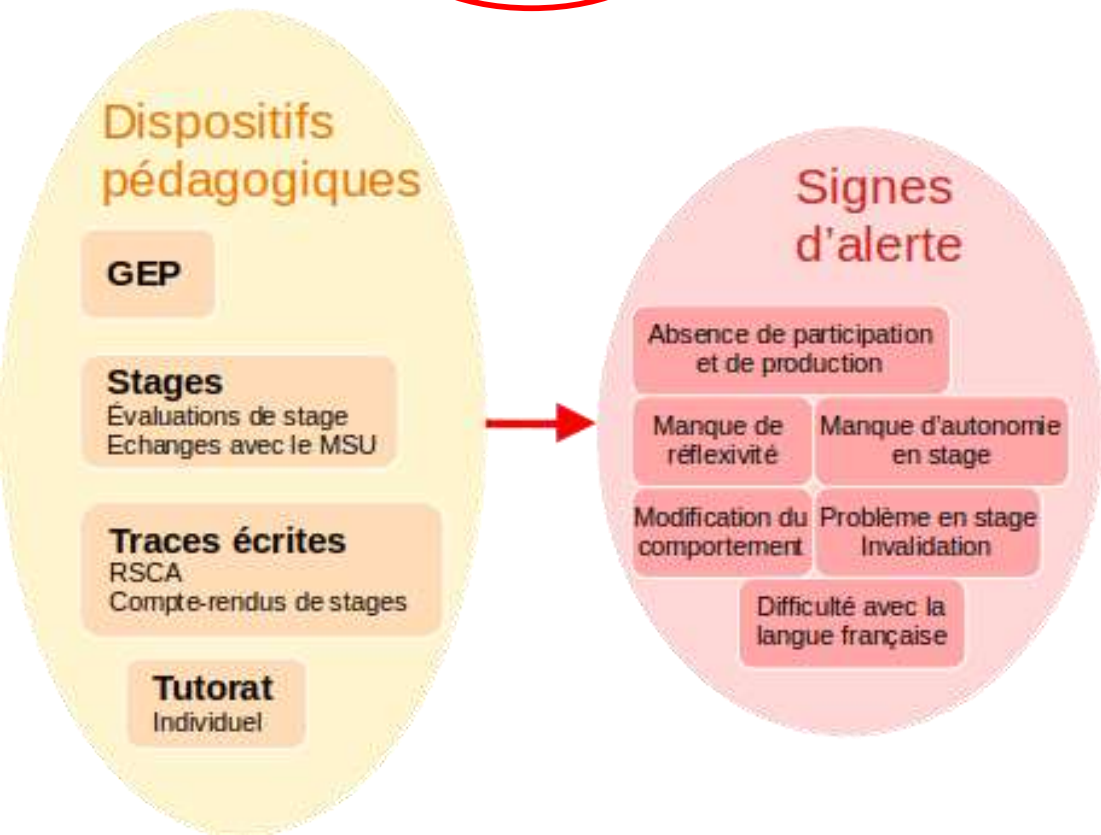 Dispositifs
pédagogiques
GEP
Stages
Évaluations de stage
Echanges avec le MSU
Traces écrites
RSCA
Compte-rendus de stages
Tutorat
Individuel
Signes
d'alerte
Absence de participation
et de production
Manque de
réflexivité
Manque d'autonomie
en stage
Modification du
comportement
Problème en stage
Invalidation
Difficulté avec la
langue française